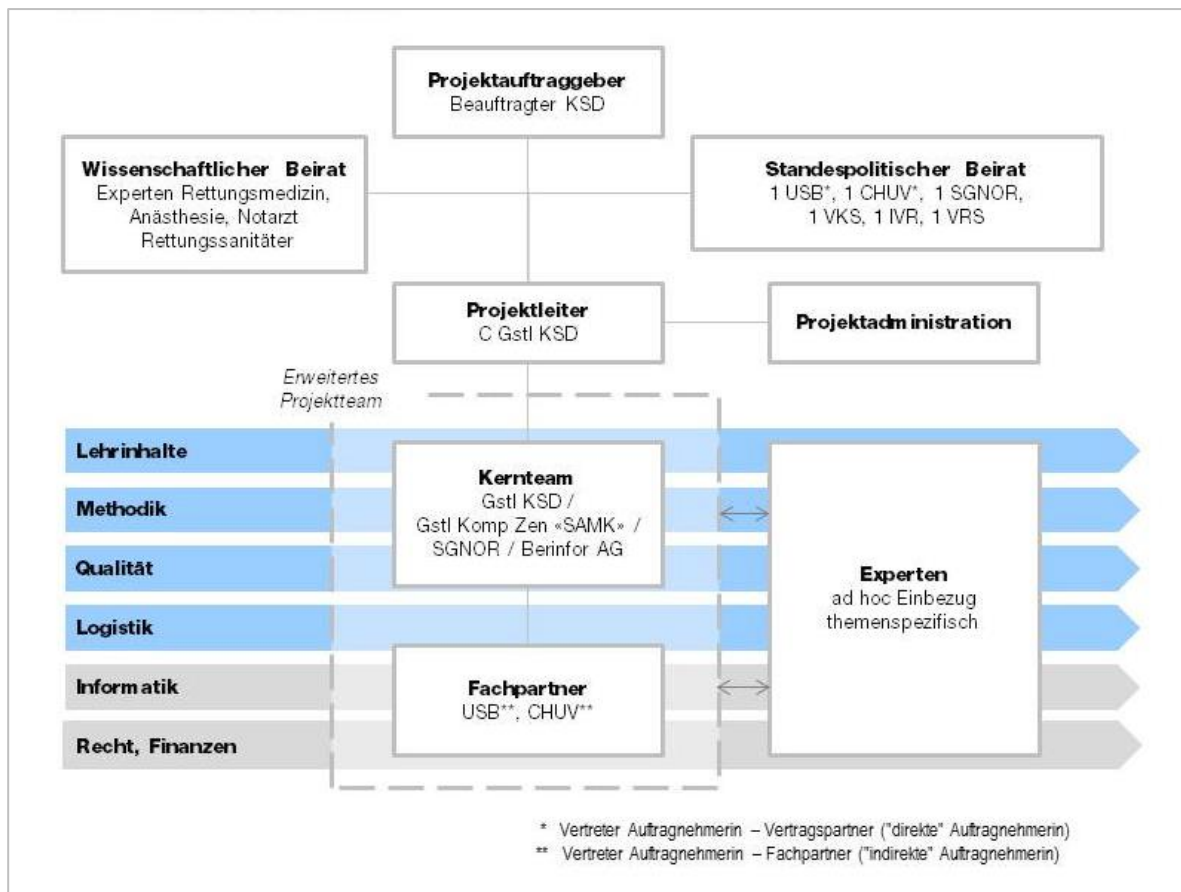 Projektauftraggeber
Beauftragter KSD
Wissenschaftlicher Beirat
Experten Rettungsmedizin,
Anästhesie, Notarzt
Rettungssanitäter
Standespolitischer Beirat
1 USB*, 1 CHUV*, 1 SGNOR,
1 VKS, 1 IVR, 1 VRS
Projektleiter
C Gstl KSD
Projektadministration
Erweitertes
Projektteam
Lehrinhalte
Methodik
Qualität
Logistik
Informatik
Recht, Finanzen
Kernteam
Gstl KSD /
Gstl Komp Zen «SAMK» /
SGNOR / Berinfor AG
Fachpartner
USB**, CHUV**
Experten
ad hoc Einbezug
themenspezifisch
* Vertreter Auftragnehmerin – Vertragspartner ("direkte" Auftragnehmerin)
** Vertreter Auftragnehmerin – Fachpartner ("indirekte" Auftragnehmerin)